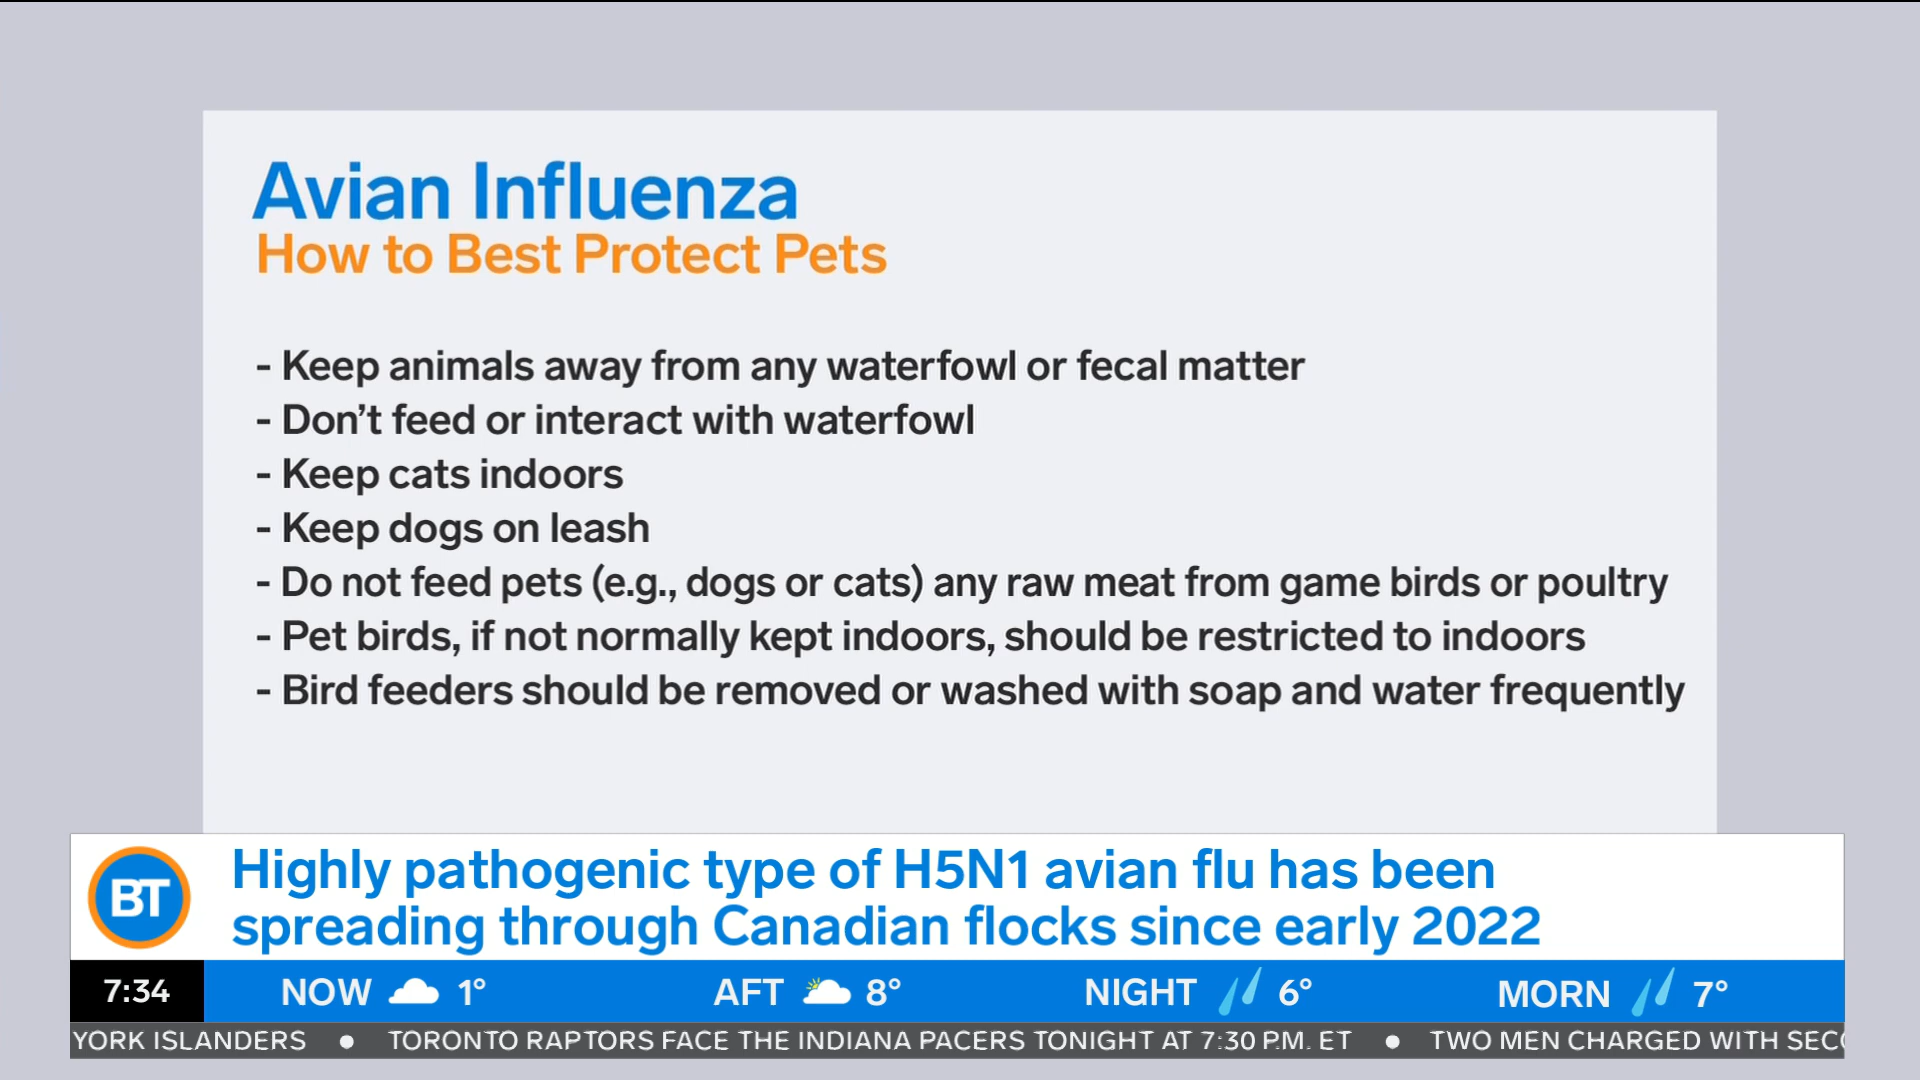 Avian Influenza
How to Best Protect Pets
- Keep animals away from any waterfowl or fecal matter
- Don’t feed or interact with waterfowl
- Keep cats indoors
- Keep dogs on leash
- Do not feed pets (e.g., dogs or cats) any raw meat from game birds or poultry
- Pet birds, if not normally kept indoors, should be restricted to indoors
- Bird feeders should be removed or washed with soap and water frequently
BT
Highly pathogenic type of H5N1 avian flu has been
spreading through Canadian flocks since early 2022
7:34 NOW 1° AFT 8° NIGHT 6° MORN 7°
YORK ISLANDERS ● TORONTO RAPTORS FACE THE INDIANA PACERS TONIGHT AT 7:30 P.M. ET ● TWO MEN CHARGED WITH